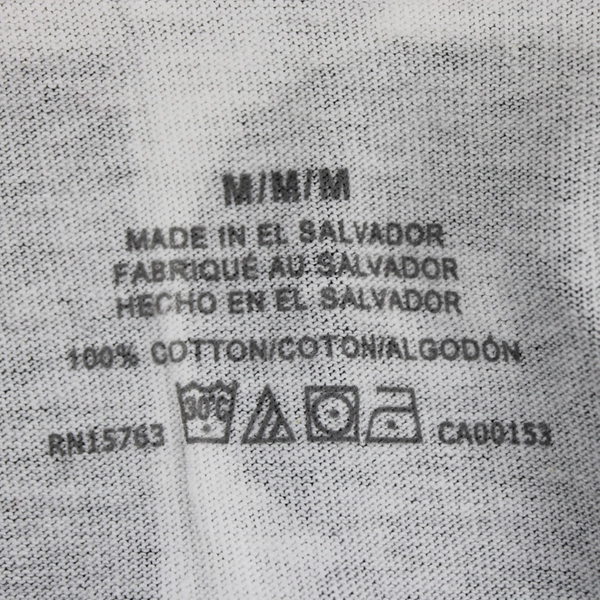 M/M/M
MADE IN EL SALVADOR
FABRIQUÉ AU SALVADOR
HECHO EN EL SALVADOR
100% COTTON/COTON/ALGODÓN
RN15763 30°C CA00153